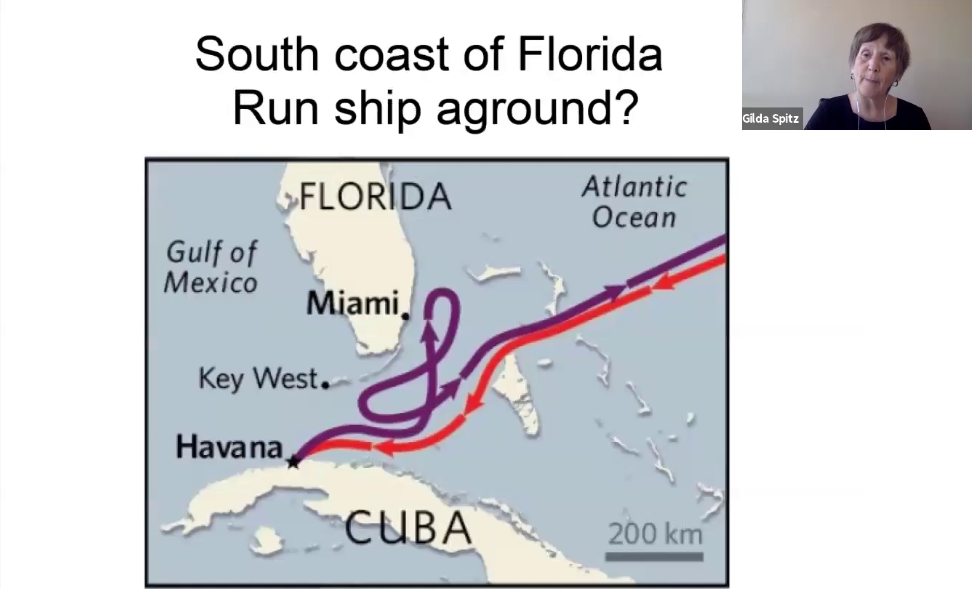 South coast of Florida
Run ship aground?
Gilda Spitz
FLORIDA
Atlantic
Ocean
Gulf of
Mexico
Miami
Key West
Havana
CUBA
200 km